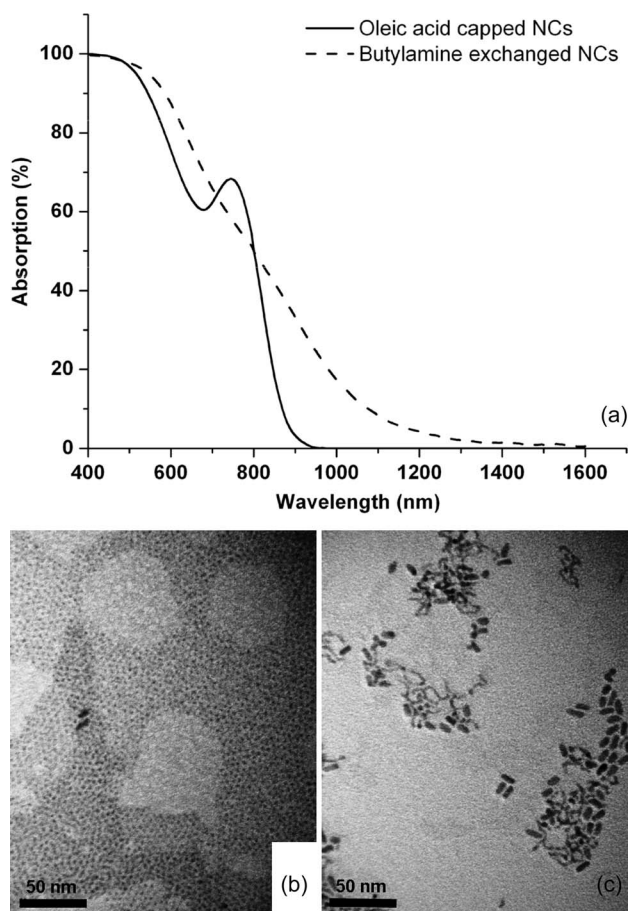 Oleic acid capped NCs
Butylamine exchanged NCs
100
80
60
40
20
0
Absorption (%)
400 600 800 1000 1200 1400 1600
Wavelength (nm)
(a)
50 nm
(b)
50 nm
(c)